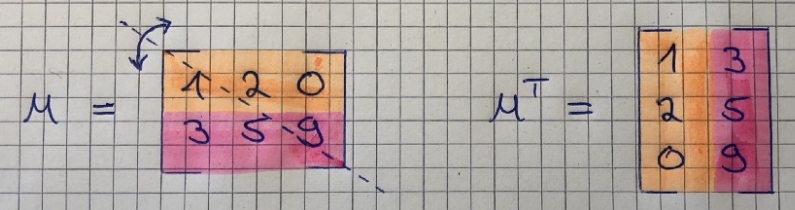 M = [1 2 0
3 5 9]
M^T = [1 3
2 5
0 9]